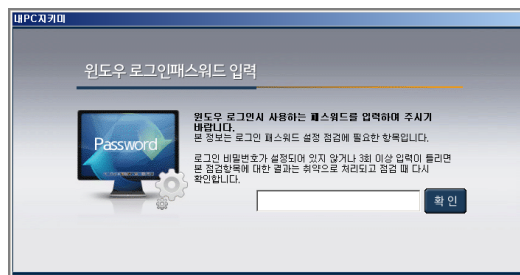 내PC지키미
윈도우 로그인패스워드 입력
윈도우 로그인시 사용하는 패스워드를 입력하여 주시기
바랍니다.
본 정보는 로그인 패스워드 설정 점검에 필요한 항목입니다.
로그인 비밀번호가 설정되어 있지 않거나 3회 이상 입력이 틀리면
본 점검항목에 대한 결과는 취약으로 처리되고 점검 때 다시
확인합니다.
Password
확 인